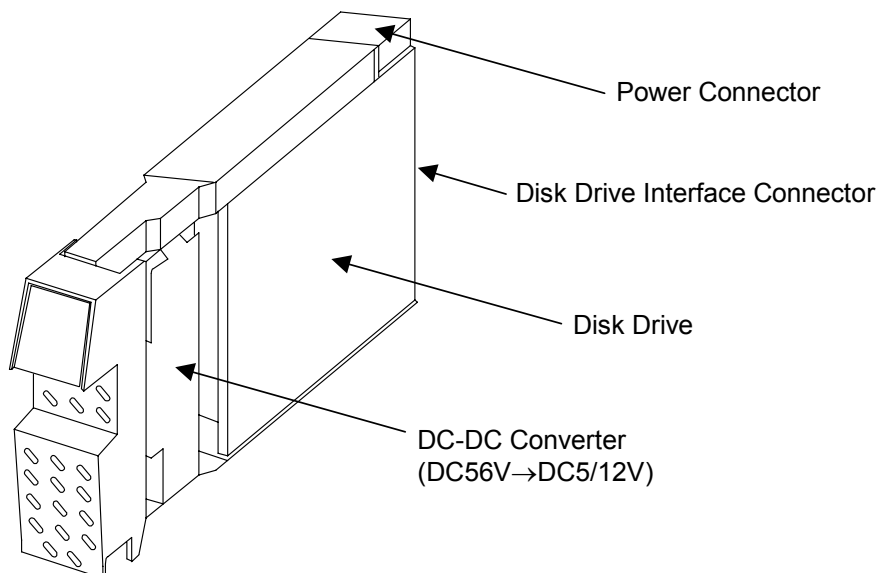 Power Connector
Disk Drive Interface Connector
Disk Drive
DC-DC Converter
(DC56V→DC5/12V)